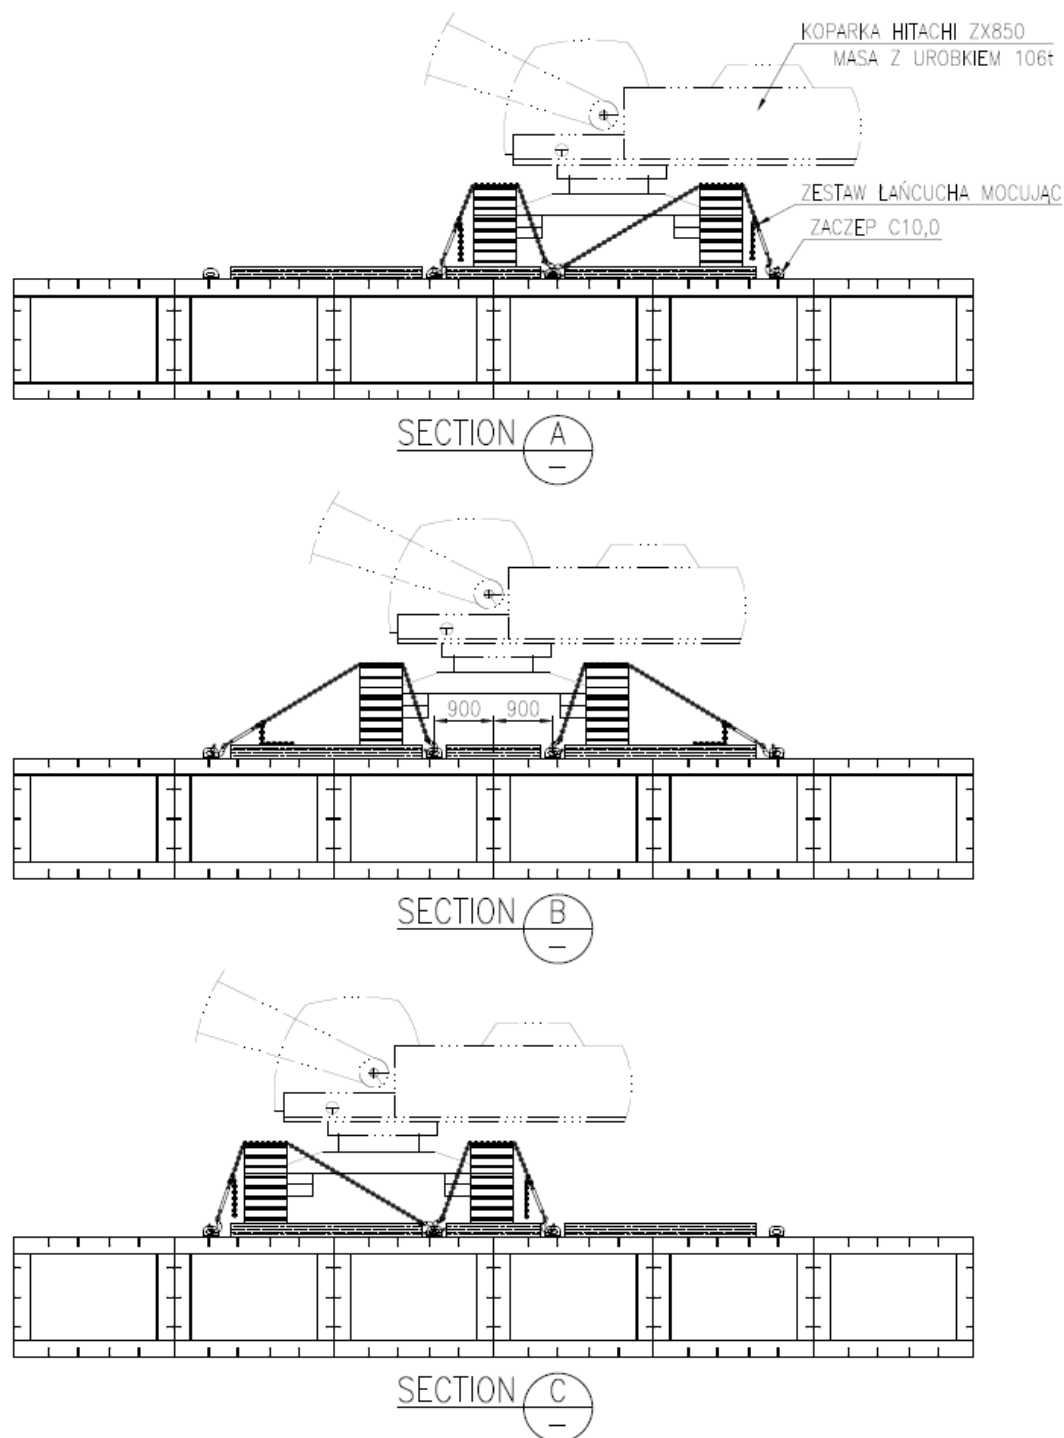 KOPARKA HITACHI ZX850
MASA Z UROBKIEM 106t
ZESTAW ŁAŃCUCHA MOCUJĄC
ZACZEP C10,0
SECTION A
900 900
SECTION B
SECTION C